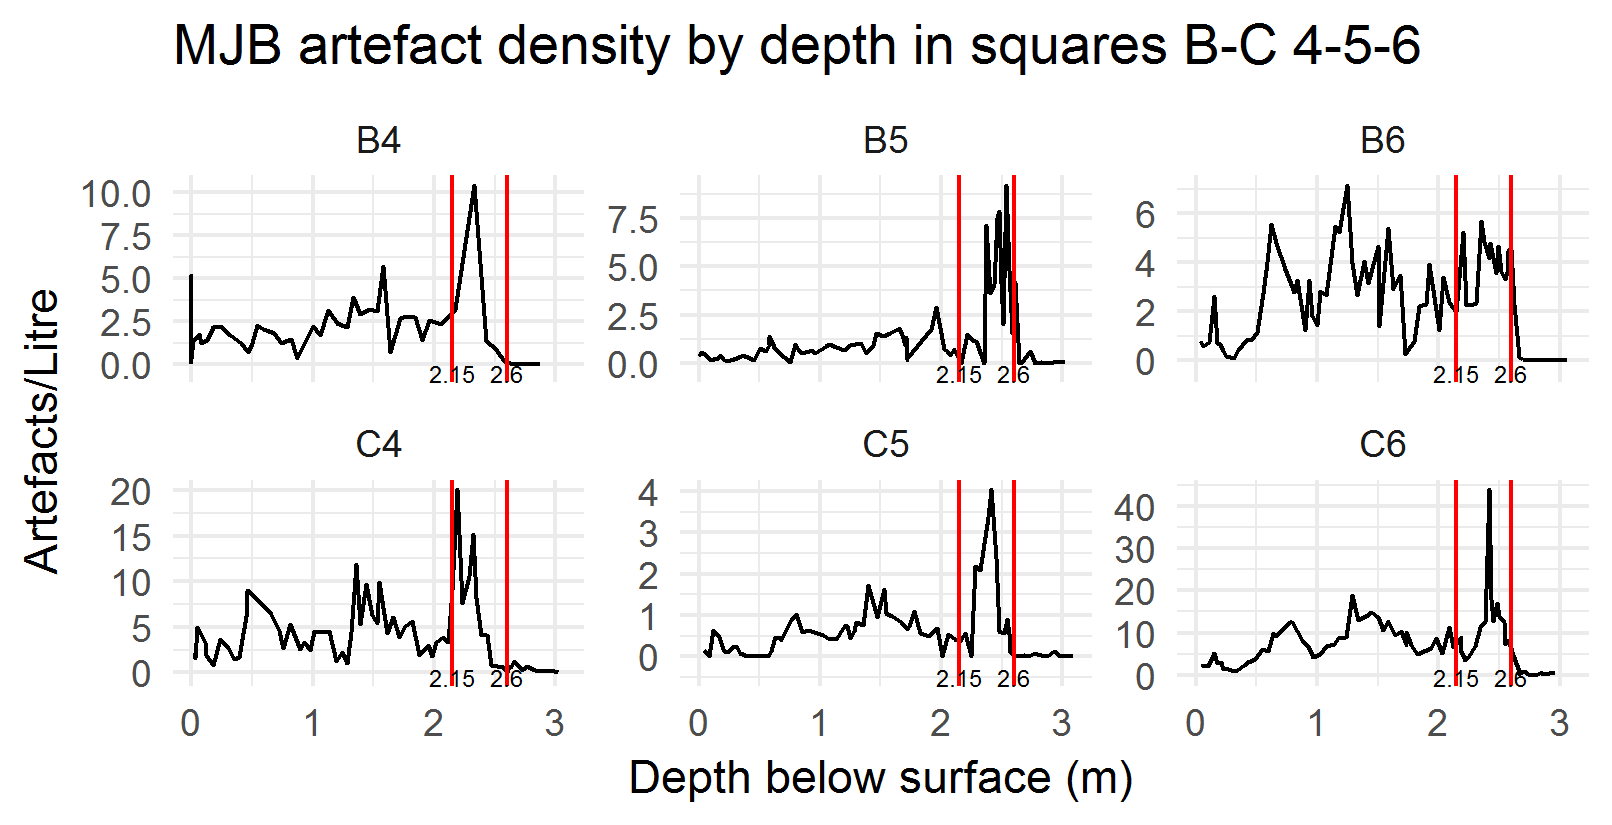 MJB artefact density by depth in squares B-C 4-5-6
Artefacts/Litre
B4
10.0
7.5
5.0
2.5
0.0
2.15 2.6
B5
7.5
5.0
2.5
0.0
2.15 2.6
B6
6
4
2
0
2.15 2.6
C4
20
15
10
5
0
2.15 2.6
0 1 2 3
C5
4
3
2
1
0
2.15 2.6
0 1 2 3
C6
40
30
20
10
0
2.15 2.6
0 1 2 3
Depth below surface (m)